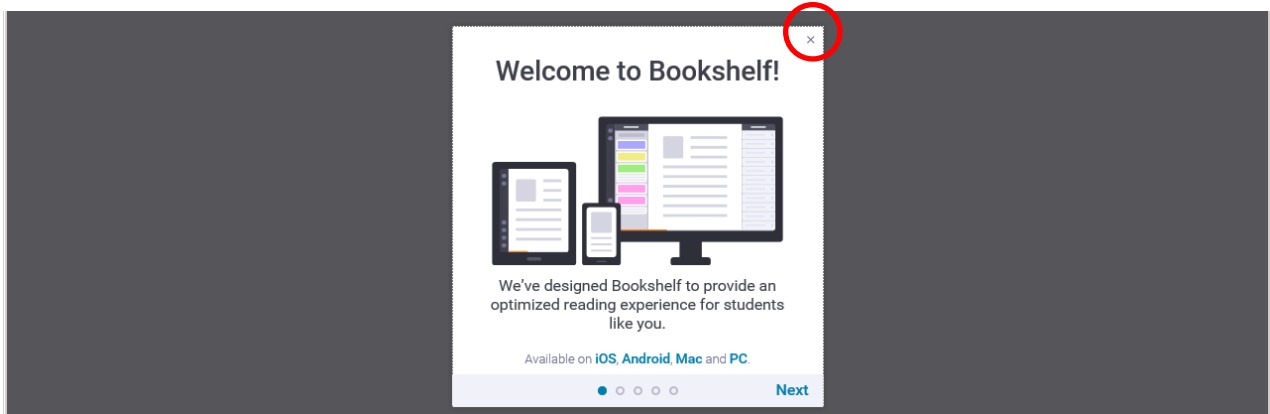 ×
Welcome to Bookshelf!
We've designed Bookshelf to provide an
optimized reading experience for students
like you.
Available on iOS, Android, Mac and PC.
Next